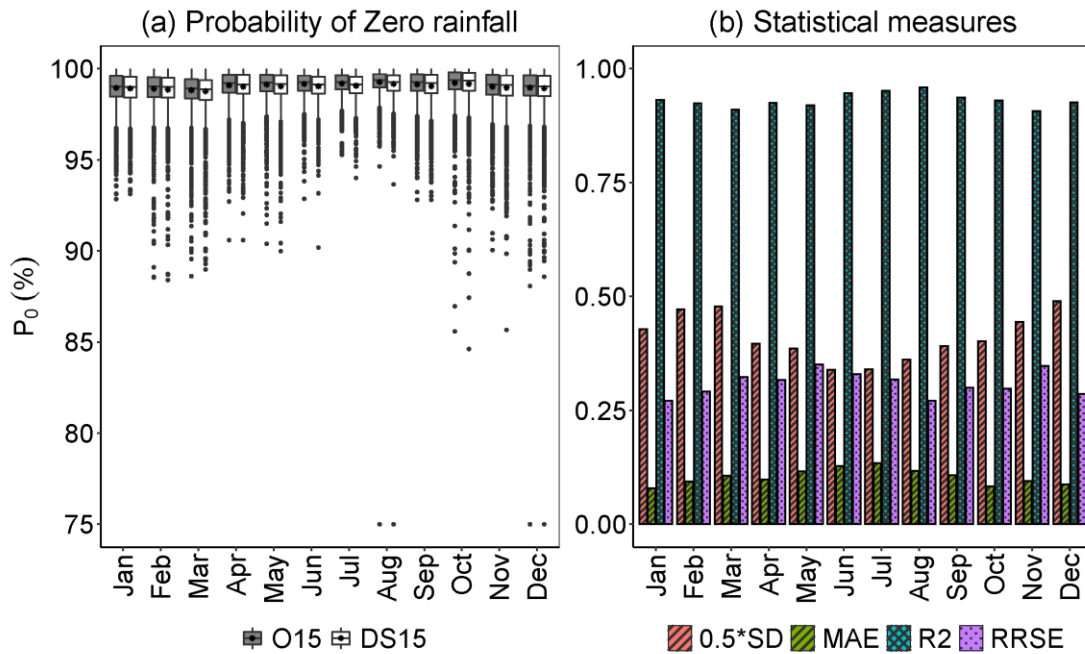 (a) Probability of Zero rainfall
(b) Statistical measures
P₀ (%)
100
95
90
85
80
75
Jan
Feb
Mar
Apr
May
Jun
Jul
Aug
Sep
Oct
Nov
Dec
O15 DS15
1.00
0.75
0.50
0.25
0.00
Jan
Feb
Mar
Apr
May
Jun
Jul
Aug
Sep
Oct
Nov
Dec
0.5*SD MAE R2 RRSE